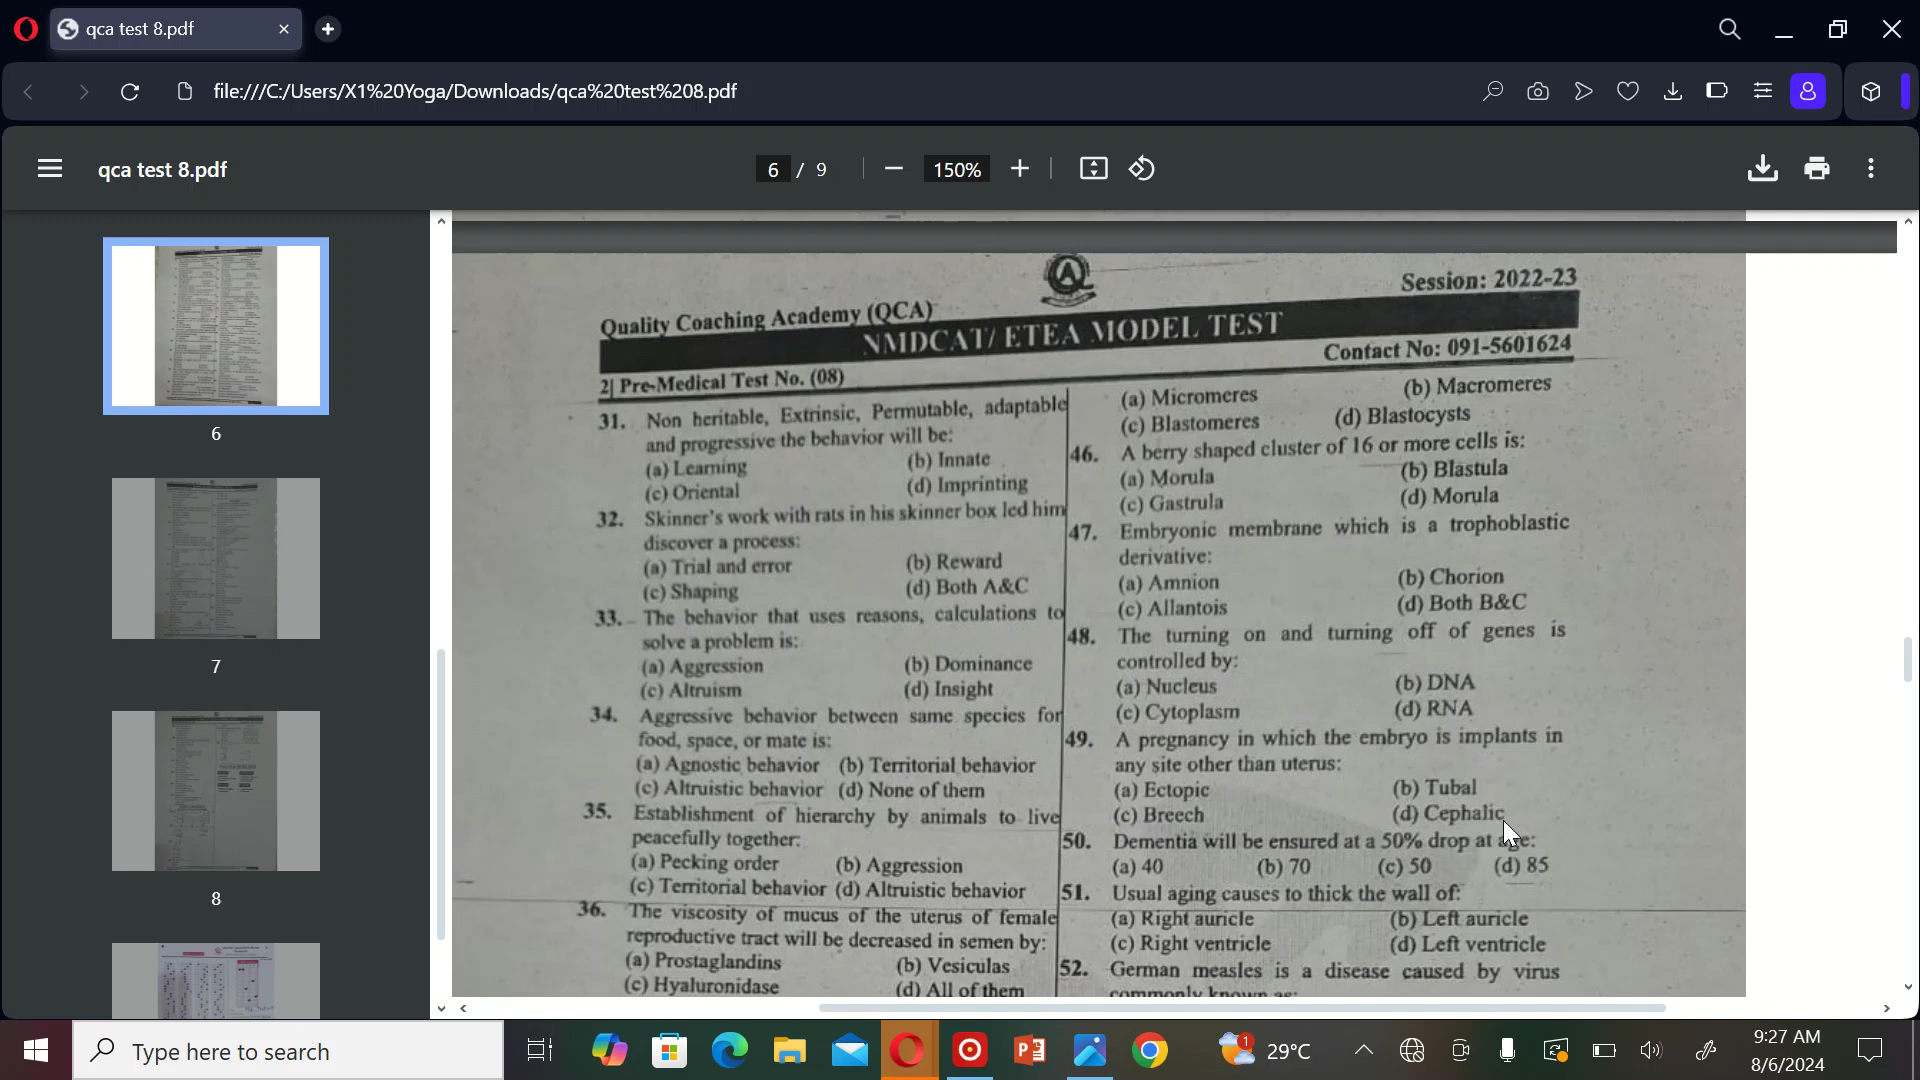 qca test 8.pdf
file:///C:/Users/X1%20Yoga/Downloads/qca%20test%208.pdf
qca test 8.pdf
6 / 9
150%
6
7
8
Quality Coaching Academy (QCA)
Session: 2022-23
NMDCAT/ ETEA MODEL TEST
Contact No: 091-5601624
2| Pre-Medical Test No. (08)
31. Non heritable, Extrinsic, Permutable, adaptable
and progressive the behavior will be:
(a) Learning (b) Innate
(c) Oriental (d) Imprinting
32. Skinner's work with rats in his skinner box led him
discover a process:
(a) Trial and error (b) Reward
(c) Shaping (d) Both A&C
33. The behavior that uses reasons, calculations to
solve a problem is:
(a) Aggression (b) Dominance
(c) Altruism (d) Insight
34. Aggressive behavior between same species for
food, space, or mate is:
(a) Agnostic behavior (b) Territorial behavior
(c) Altruistic behavior (d) None of them
35. Establishment of hierarchy by animals to live
peacefully together:
(a) Pecking order (b) Aggression
(c) Territorial behavior (d) Altruistic behavior
36. The viscosity of mucus of the uterus of female
reproductive tract will be decreased in semen by:
(a) Prostaglandins (b) Vesiculas
(c) Hyaluronidase (d) All of them
(a) Micromeres (b) Macromeres
(c) Blastomeres (d) Blastocysts
46. A berry shaped cluster of 16 or more cells is:
(a) Morula (b) Blastula
(c) Gastrula (d) Morula
47. Embryonic membrane which is a trophoblastic
derivative:
(a) Amnion (b) Chorion
(c) Allantois (d) Both B&C
48. The turning on and turning off of genes is
controlled by:
(a) Nucleus (b) DNA
(c) Cytoplasm (d) RNA
49. A pregnancy in which the embryo is implants in
any site other than uterus:
(a) Ectopic (b) Tubal
(c) Breech (d) Cephalic
50. Dementia will be ensured at a 50% drop at age:
(a) 40 (b) 70 (c) 50 (d) 85
51. Usual aging causes to thick the wall of:
(a) Right auricle (b) Left auricle
(c) Right ventricle (d) Left ventricle
52. German measles is a disease caused by virus
commonly known as:
Type here to search
1
29°C
9:27 AM
8/6/2024